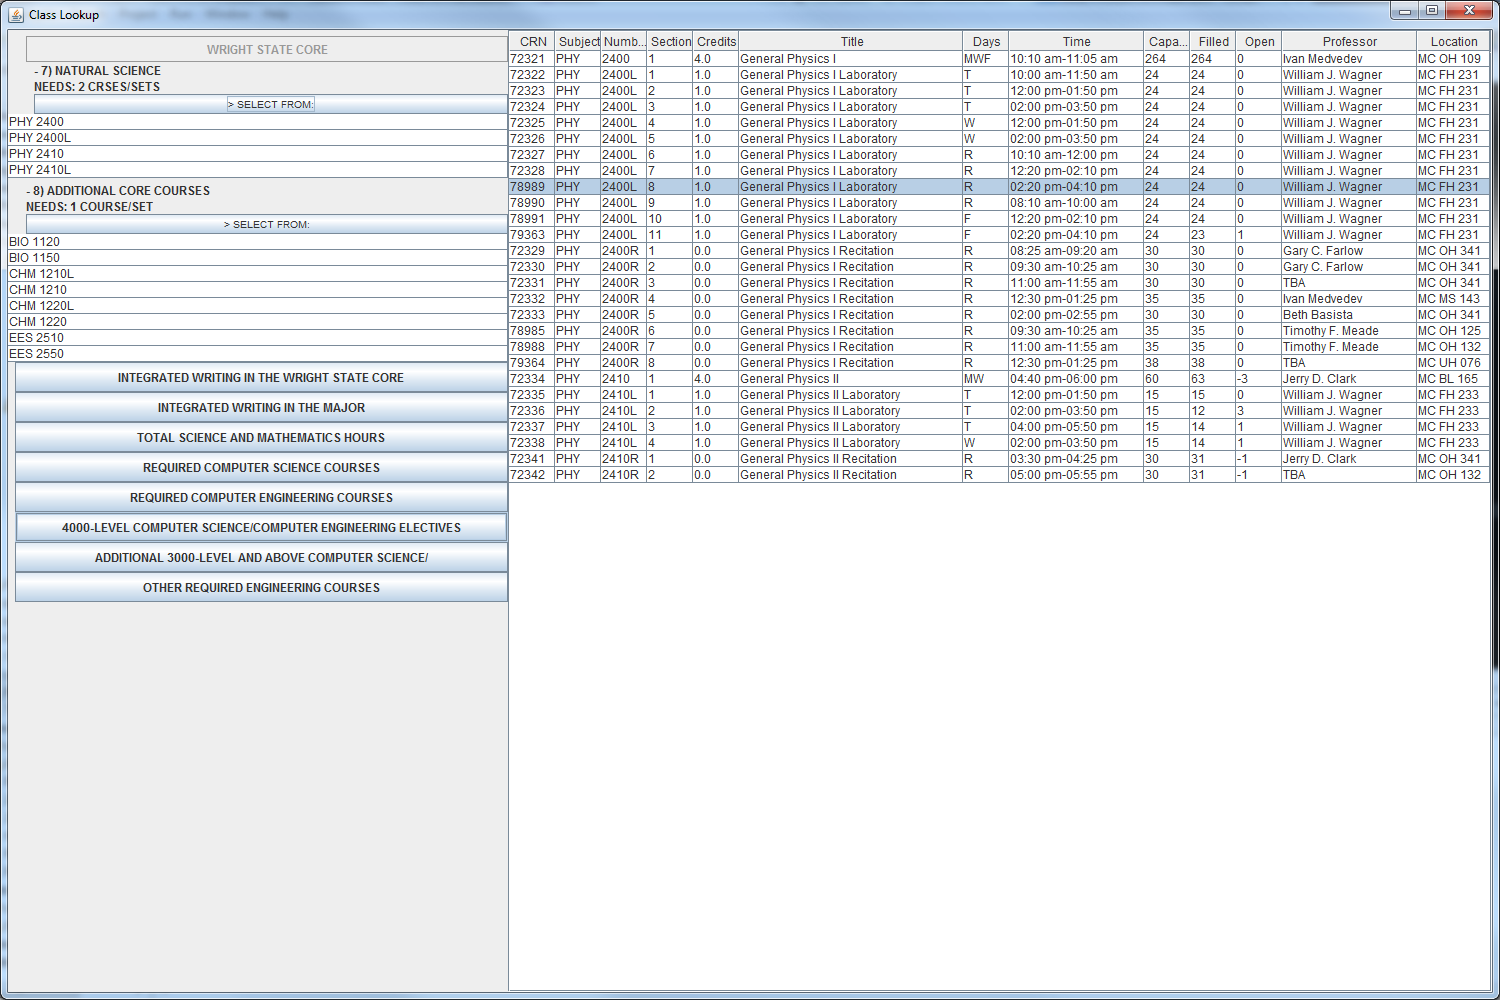 Class Lookup
WRIGHT STATE CORE
- 7) NATURAL SCIENCE
NEEDS: 2 CRSES/SETS
> SELECT FROM:
PHY 2400
PHY 2400L
PHY 2410
PHY 2410L
- 8) ADDITIONAL CORE COURSES
NEEDS: 1 COURSE/SET
> SELECT FROM:
BIO 1120
BIO 1150
CHM 1210L
CHM 1210
CHM 1220L
CHM 1220
EES 2510
EES 2550
INTEGRATED WRITING IN THE WRIGHT STATE CORE
INTEGRATED WRITING IN THE MAJOR
TOTAL SCIENCE AND MATHEMATICS HOURS
REQUIRED COMPUTER SCIENCE COURSES
REQUIRED COMPUTER ENGINEERING COURSES
4000-LEVEL COMPUTER SCIENCE/COMPUTER ENGINEERING ELECTIVES
ADDITIONAL 3000-LEVEL AND ABOVE COMPUTER SCIENCE/
OTHER REQUIRED ENGINEERING COURSES
CRN Subject Numb... Section Credits Title Days Time Capa... Filled Open Professor Location
72321 PHY 2400 1 4.0 General Physics I MWF 10:10 am-11:05 am 264 264 0 Ivan Medvedev MC OH 109
72322 PHY 2400L 1 1.0 General Physics I Laboratory T 10:00 am-11:50 am 24 24 0 William J. Wagner MC FH 231
72323 PHY 2400L 2 1.0 General Physics I Laboratory T 12:00 pm-01:50 pm 24 24 0 William J. Wagner MC FH 231
72324 PHY 2400L 3 1.0 General Physics I Laboratory T 02:00 pm-03:50 pm 24 24 0 William J. Wagner MC FH 231
72325 PHY 2400L 4 1.0 General Physics I Laboratory W 12:00 pm-01:50 pm 24 24 0 William J. Wagner MC FH 231
72326 PHY 2400L 5 1.0 General Physics I Laboratory W 02:00 pm-03:50 pm 24 24 0 William J. Wagner MC FH 231
72327 PHY 2400L 6 1.0 General Physics I Laboratory R 10:10 am-12:00 pm 24 24 0 William J. Wagner MC FH 231
72328 PHY 2400L 7 1.0 General Physics I Laboratory R 12:20 pm-02:10 pm 24 24 0 William J. Wagner MC FH 231
78989 PHY 2400L 8 1.0 General Physics I Laboratory R 02:20 pm-04:10 pm 24 24 0 William J. Wagner MC FH 231
78990 PHY 2400L 9 1.0 General Physics I Laboratory R 08:10 am-10:00 am 24 24 0 William J. Wagner MC FH 231
78991 PHY 2400L 10 1.0 General Physics I Laboratory F 12:20 pm-02:10 pm 24 24 0 William J. Wagner MC FH 231
79363 PHY 2400L 11 1.0 General Physics I Laboratory F 02:20 pm-04:10 pm 24 23 1 William J. Wagner MC FH 231
72329 PHY 2400R 1 0.0 General Physics I Recitation R 08:25 am-09:20 am 30 30 0 Gary C. Farlow MC OH 341
72330 PHY 2400R 2 0.0 General Physics I Recitation R 09:30 am-10:25 am 30 30 0 Gary C. Farlow MC OH 341
72331 PHY 2400R 3 0.0 General Physics I Recitation R 11:00 am-11:55 am 30 30 0 TBA MC OH 341
72332 PHY 2400R 4 0.0 General Physics I Recitation R 12:30 pm-01:25 pm 35 35 0 Ivan Medvedev MC MS 143
72333 PHY 2400R 5 0.0 General Physics I Recitation R 02:00 pm-02:55 pm 30 30 0 Beth Basista MC OH 341
78985 PHY 2400R 6 0.0 General Physics I Recitation R 09:30 am-10:25 am 35 35 0 Timothy F. Meade MC OH 125
78988 PHY 2400R 7 0.0 General Physics I Recitation R 11:00 am-11:55 am 35 35 0 Timothy F. Meade MC OH 132
79364 PHY 2400R 8 0.0 General Physics I Recitation R 12:30 pm-01:25 pm 38 38 0 TBA MC UH 076
72334 PHY 2410 1 4.0 General Physics II MW 04:40 pm-06:00 pm 60 63 -3 Jerry D. Clark MC BL 165
72335 PHY 2410L 1 1.0 General Physics II Laboratory T 12:00 pm-01:50 pm 15 15 0 William J. Wagner MC FH 233
72336 PHY 2410L 2 1.0 General Physics II Laboratory T 02:00 pm-03:50 pm 15 12 3 William J. Wagner MC FH 233
72337 PHY 2410L 3 1.0 General Physics II Laboratory T 04:00 pm-05:50 pm 15 14 1 William J. Wagner MC FH 233
72338 PHY 2410L 4 1.0 General Physics II Laboratory W 02:00 pm-03:50 pm 15 14 1 William J. Wagner MC FH 233
72341 PHY 2410R 1 0.0 General Physics II Recitation R 03:30 pm-04:25 pm 30 31 -1 Jerry D. Clark MC OH 341
72342 PHY 2410R 2 0.0 General Physics II Recitation R 05:00 pm-05:55 pm 30 31 -1 TBA MC OH 132